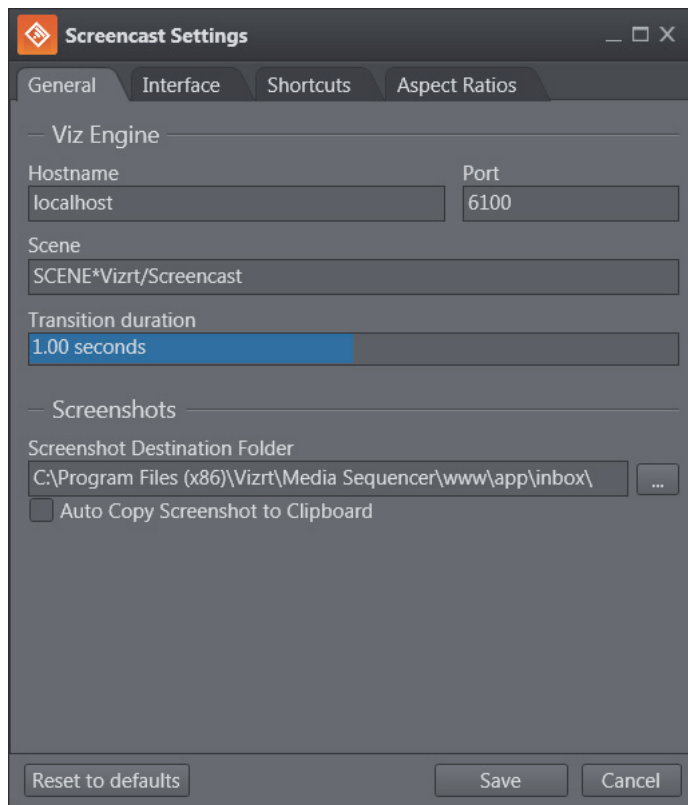 Screencast Settings
General Interface Shortcuts Aspect Ratios
Viz Engine
Hostname Port
localhost 6100
Scene
SCENE*Vizrt/Screencast
Transition duration
1.00 seconds
Screenshots
Screenshot Destination Folder
C:\Program Files (x86)\Vizrt\Media Sequencer\www\app\inbox\ ...
Auto Copy Screenshot to Clipboard
Reset to defaults Save Cancel